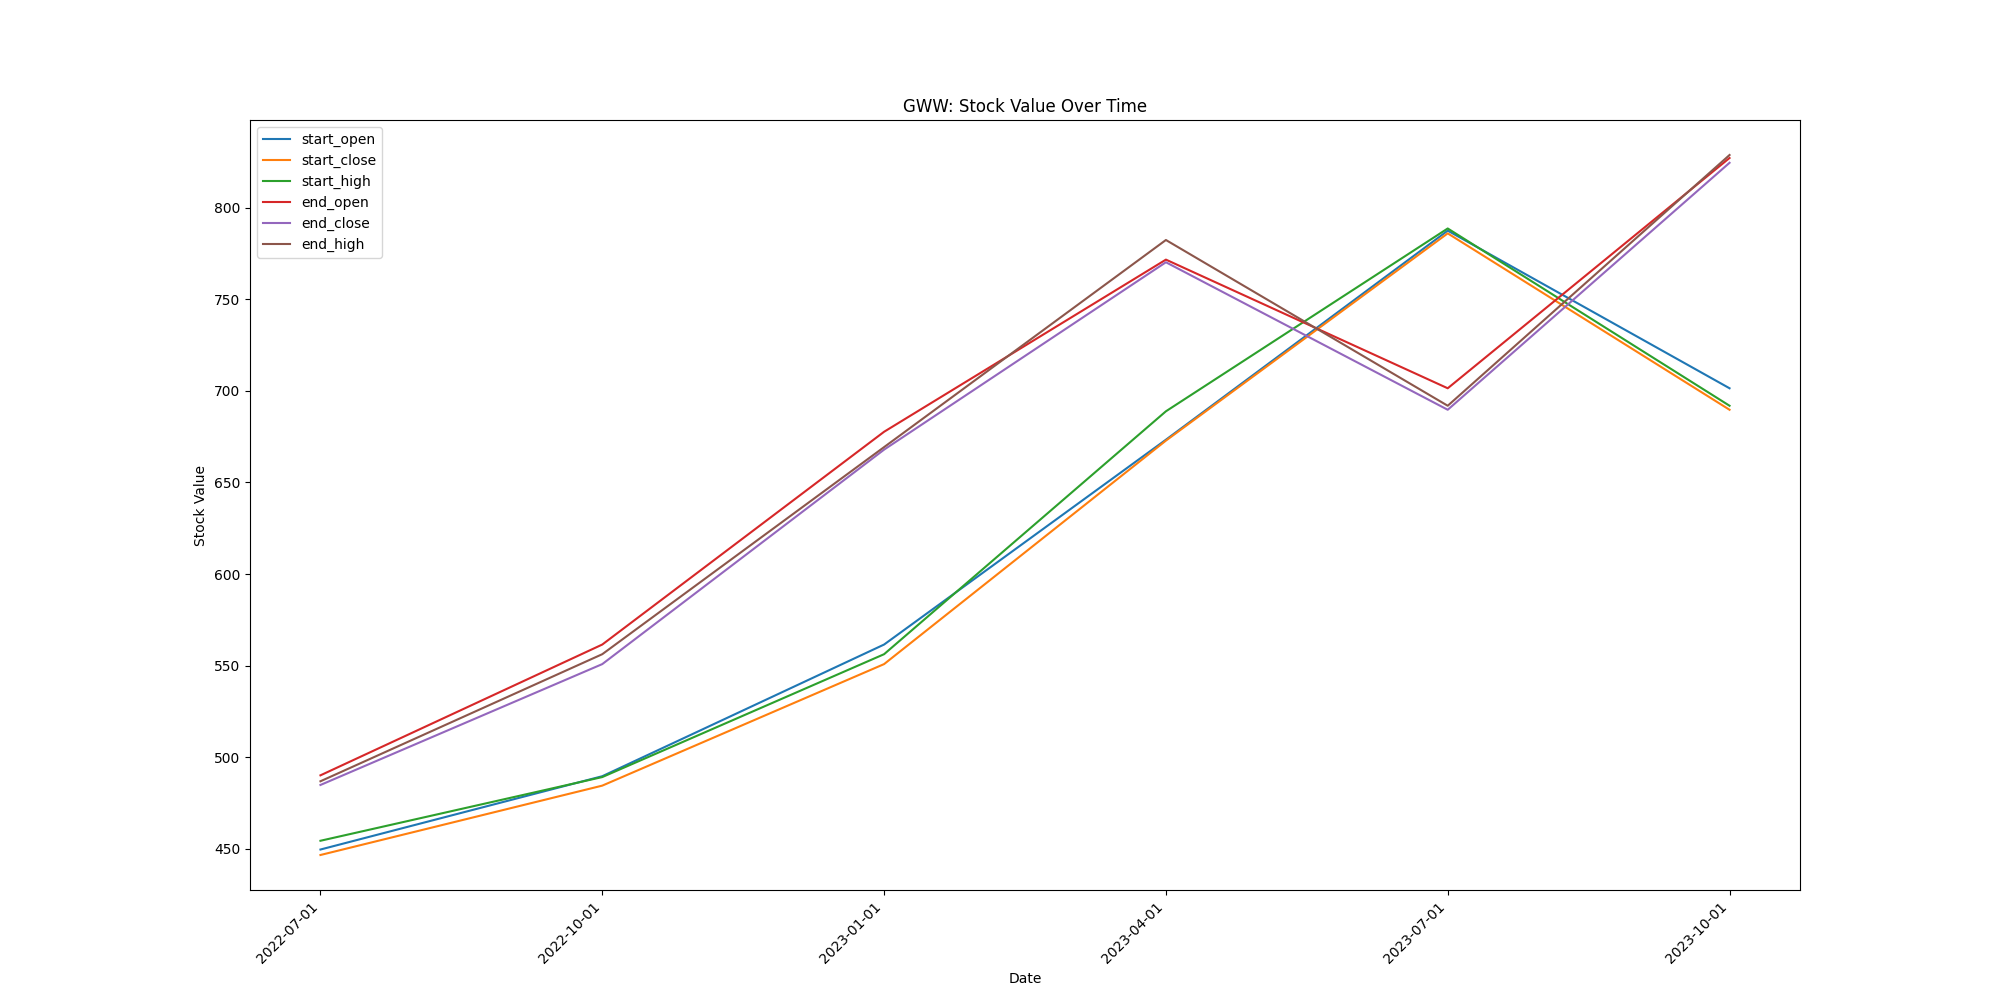 GWW: Stock Value Over Time
start_open
start_close
start_high
end_open
end_close
end_high
Stock Value
800
750
700
650
600
550
500
450
2022-07-01
2022-10-01
2023-01-01
2023-04-01
2023-07-01
2023-10-01
Date